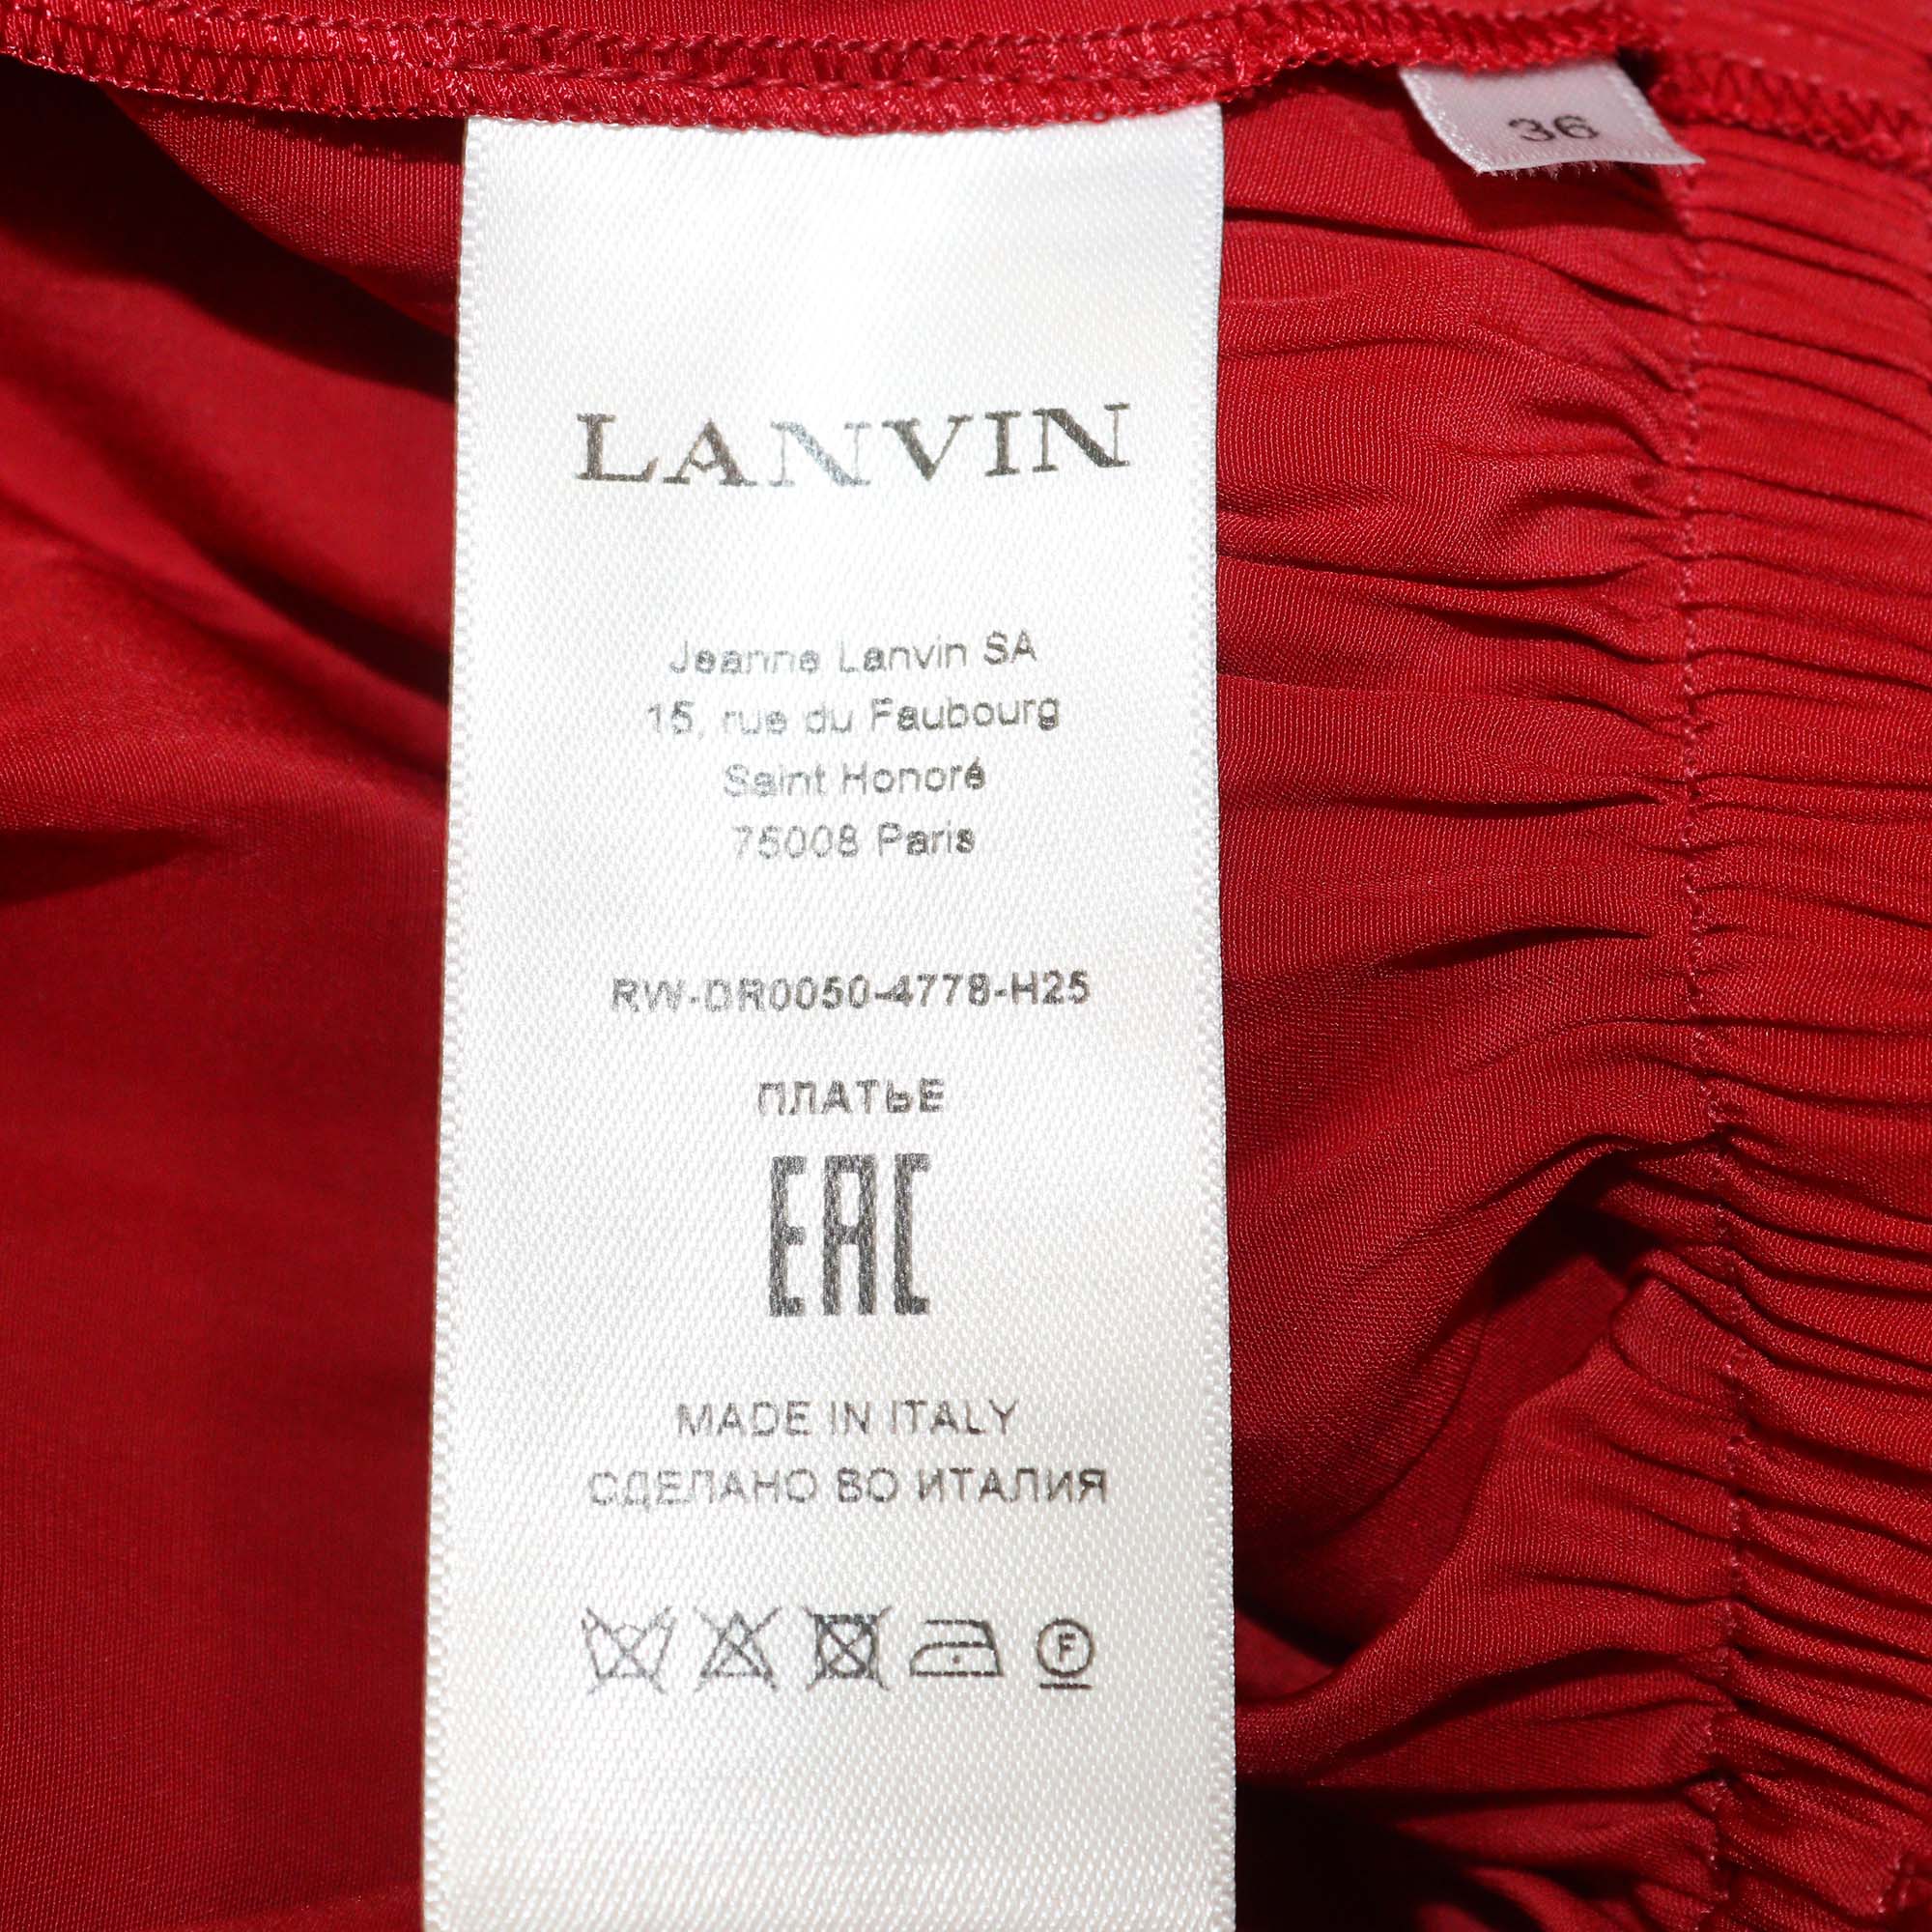 36
LANVIN
Jeanne Lanvin SA
15, rue du Faubourg
Saint Honoré
75008 Paris
RW-DR0050-4778-H25
ПЛАТЬЕ
EAC
MADE IN ITALY
СДЕЛАНО ВО ИТАЛИЯ
F